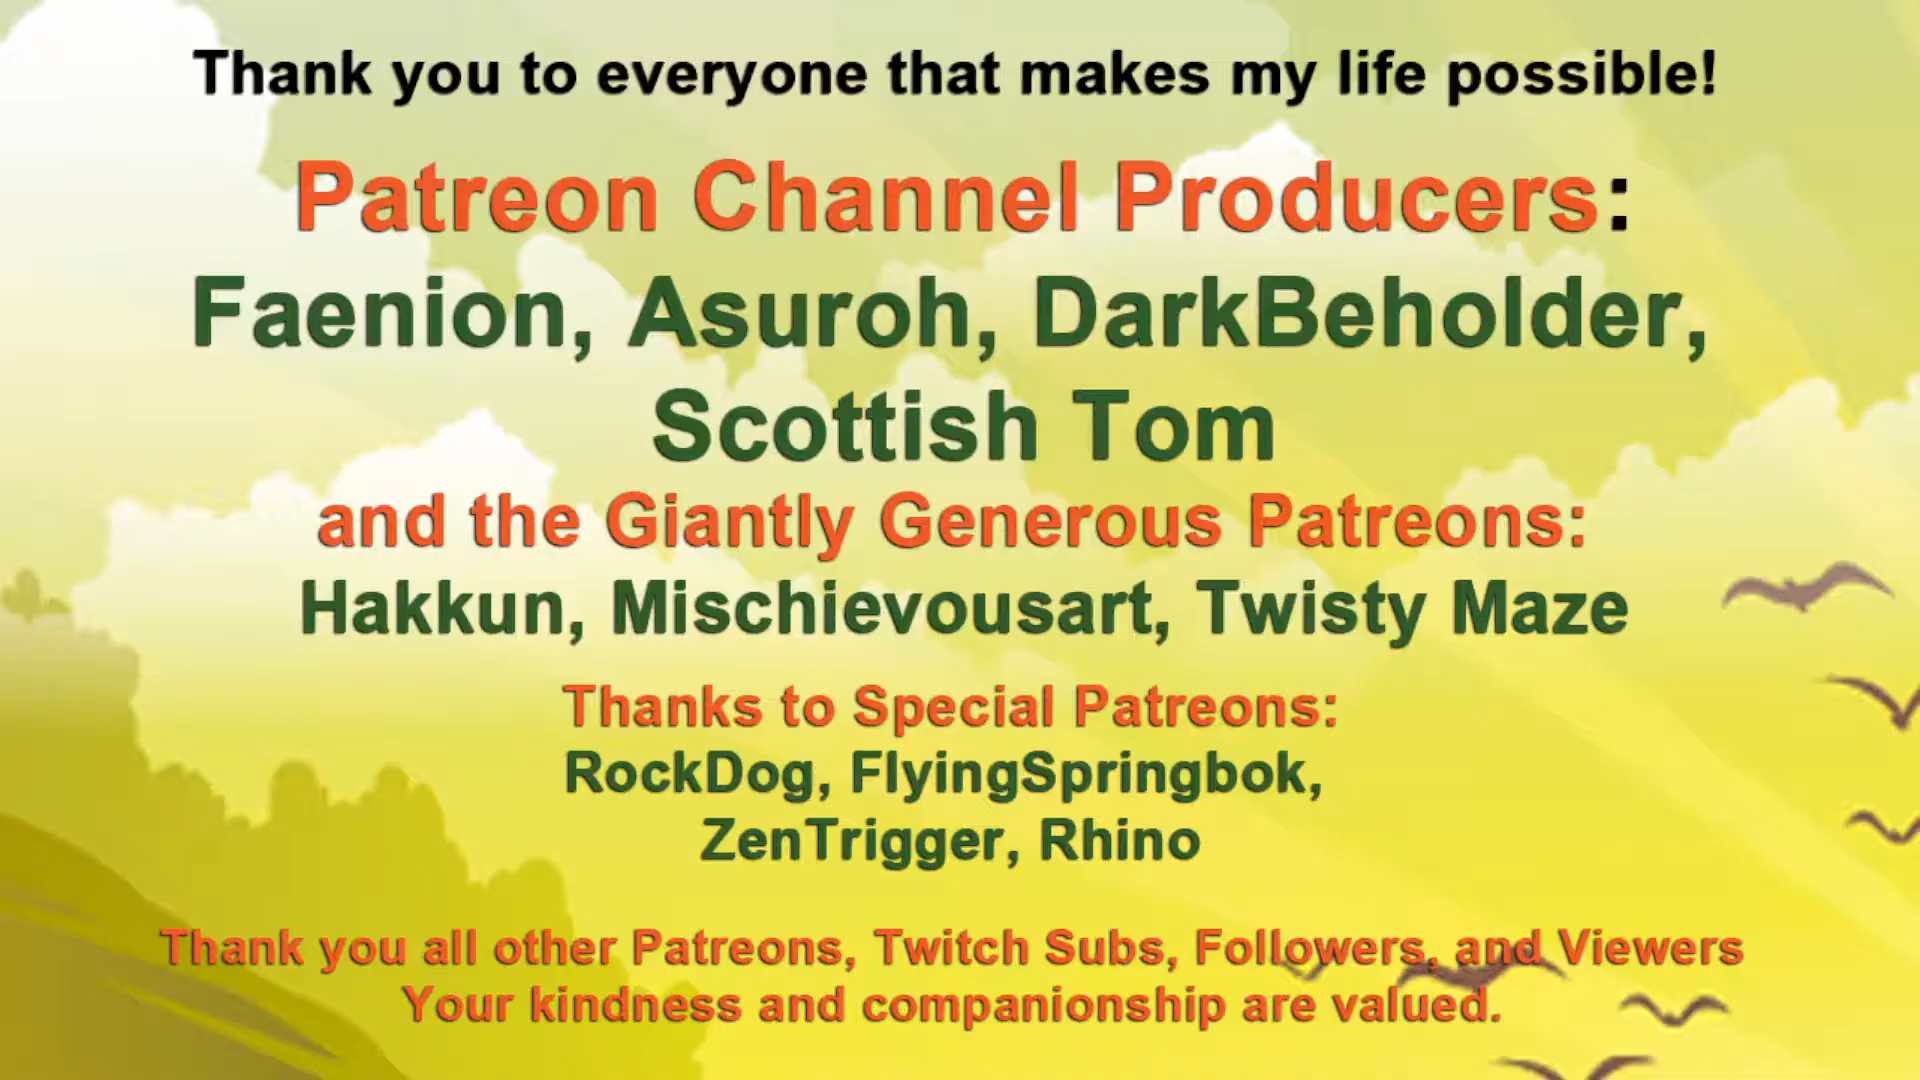 Thank you to everyone that makes my life possible!
Patreon Channel Producers:
Faenion, Asuroh, DarkBeholder,
Scottish Tom
and the Giantly Generous Patreons:
Hakkun, Mischievousart, Twisty Maze
Thanks to Special Patreons:
RockDog, FlyingSpringbok,
ZenTrigger, Rhino
Thank you all other Patreons, Twitch Subs, Followers, and Viewers
Your kindness and companionship are valued.